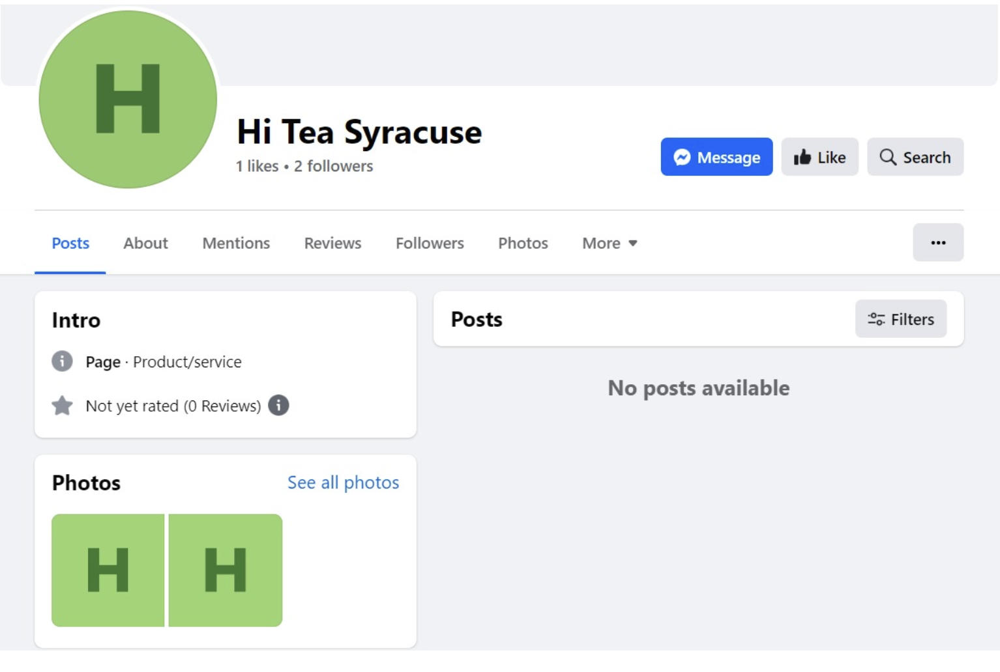 H
Hi Tea Syracuse
1 likes • 2 followers
Message
Like
Search
Posts
About
Mentions
Reviews
Followers
Photos
More
Intro
Page · Product/service
Not yet rated (0 Reviews)
Photos
See all photos
H
H
Posts
Filters
No posts available